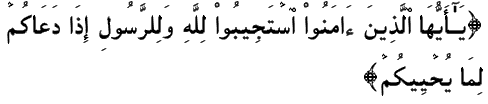 ﴿يَـٰٓأَيُّهَا ٱلَّذِينَ ءَامَنُوا۟ ٱسْتَجِيبُوا۟ لِلَّهِ وَلِلرَّسُولِ إِذَا دَعَاكُمْ
لِمَا يُحْيِيكُمْ﴾